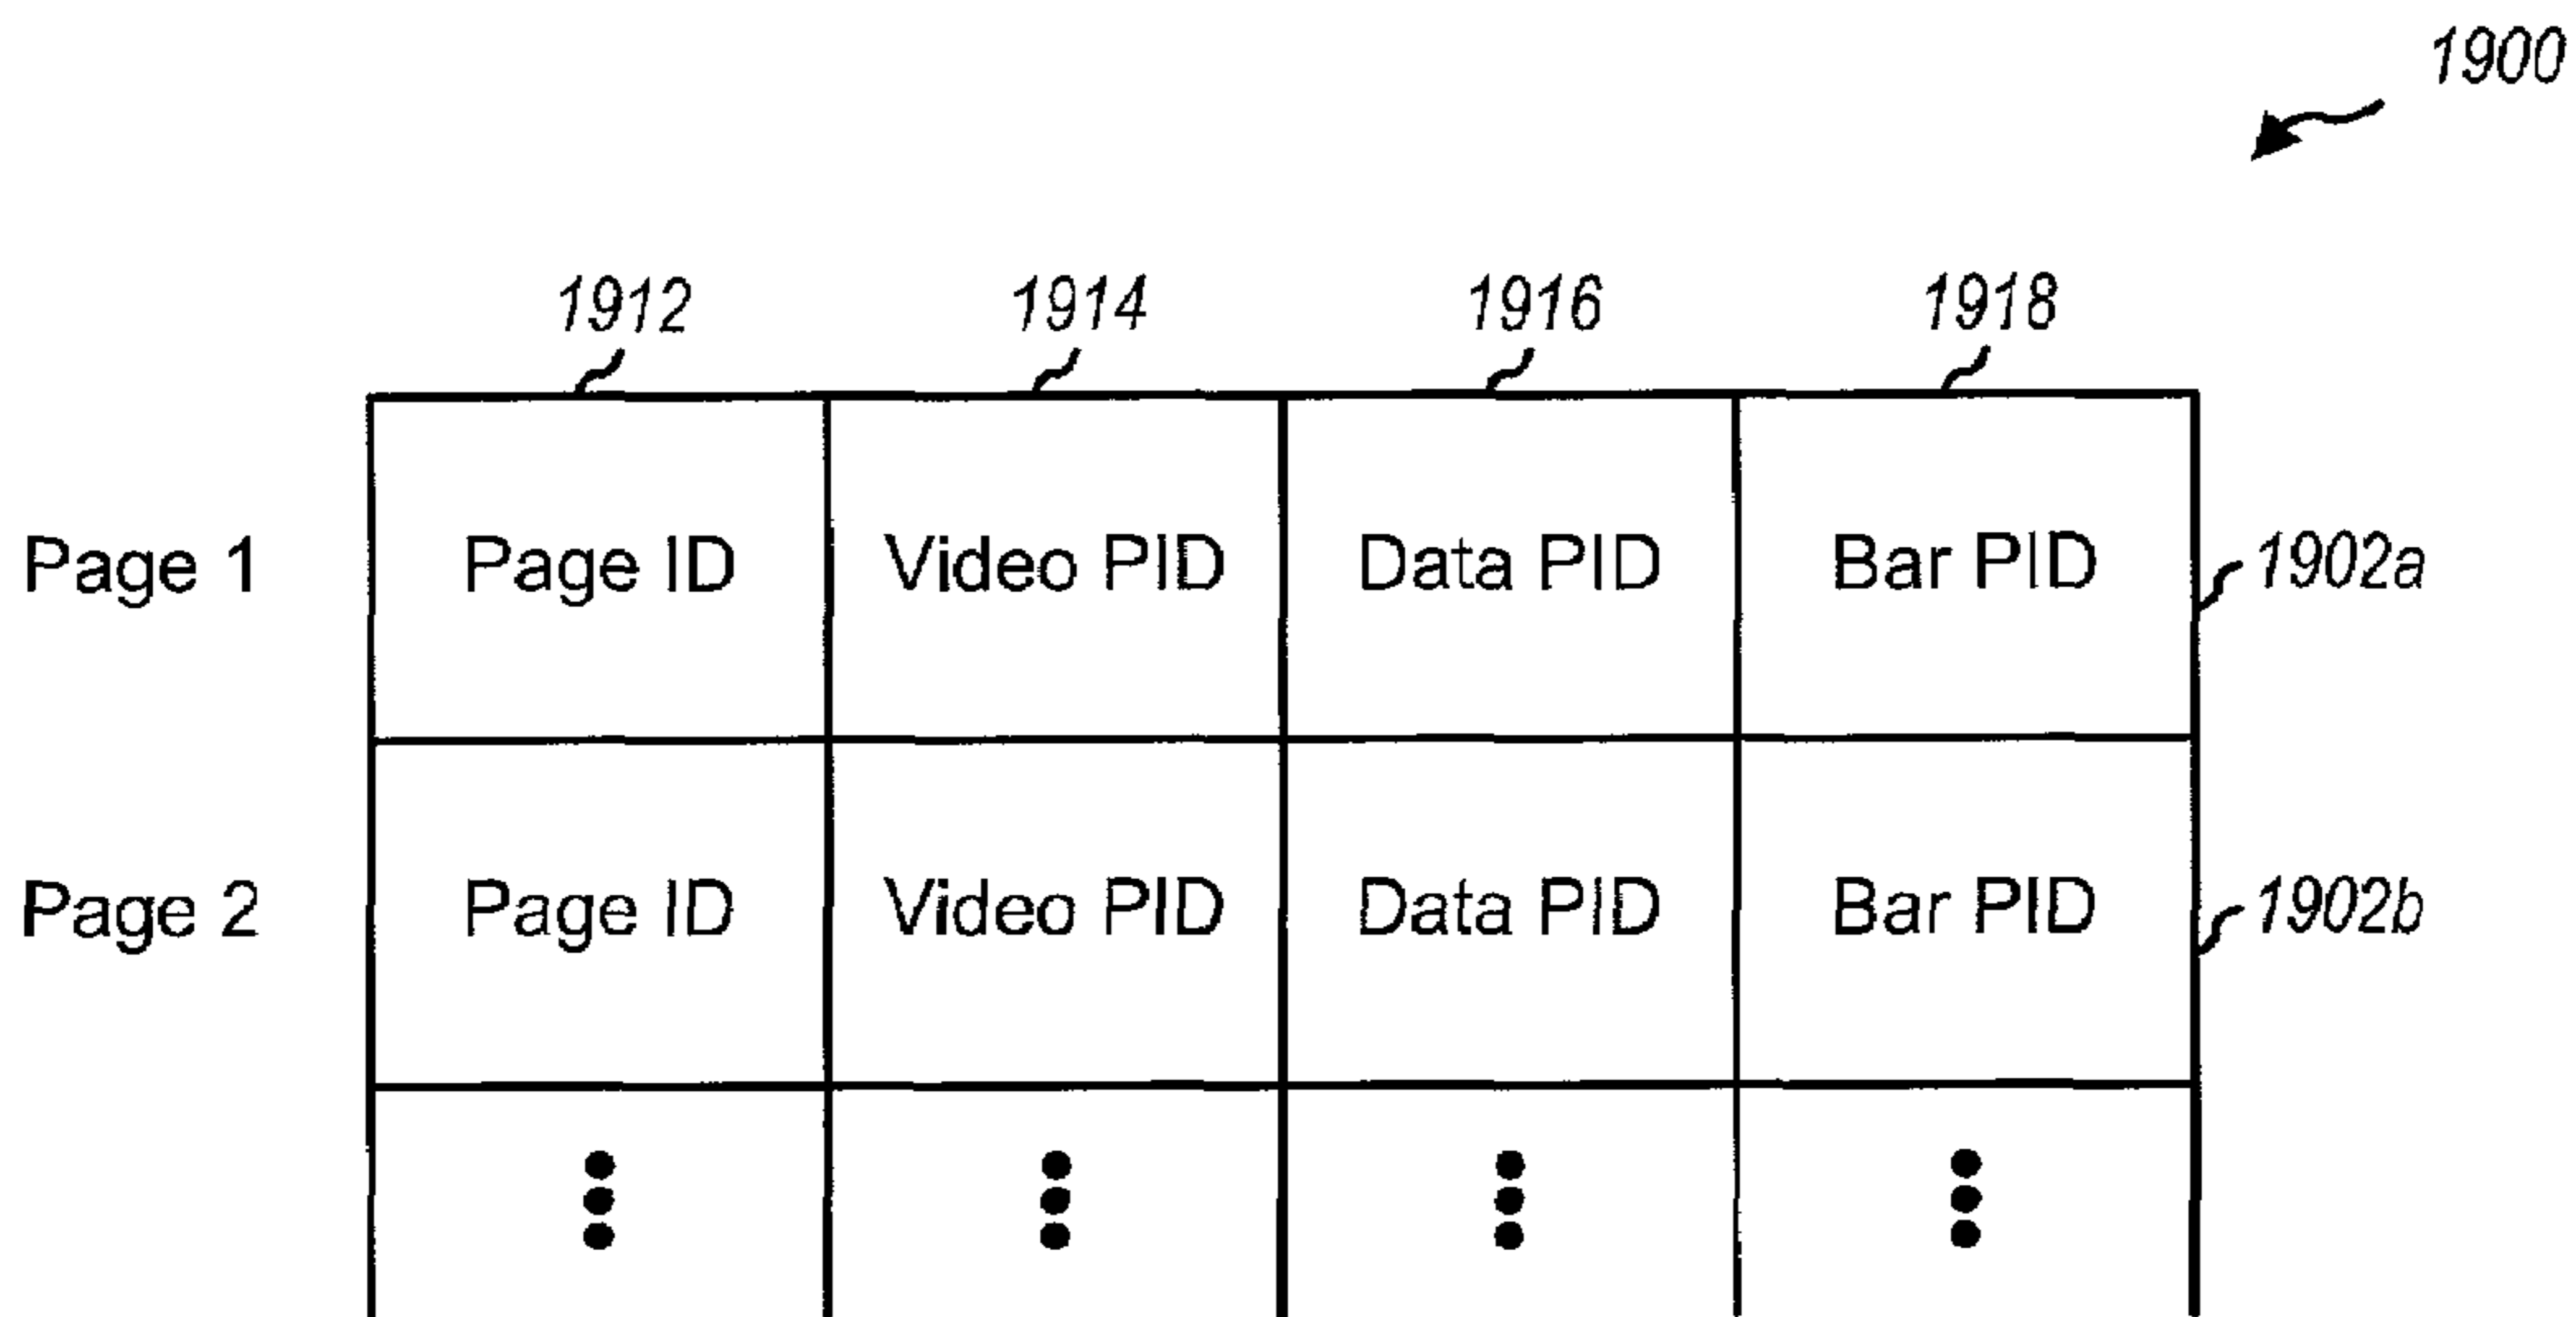 1900
1912 1914 1916 1918
Page 1 Page ID Video PID Data PID Bar PID 1902a
Page 2 Page ID Video PID Data PID Bar PID 1902b